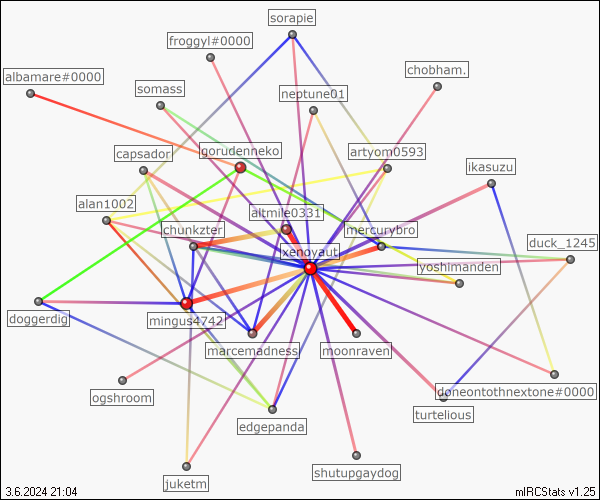 sorapie
froggyl#0000
chobham.
albamare#0000
somass
neptune01
capsador
gorudenneko
artyom0593
ikasuzu
alan1002
altmile0331
chunkzter
mercurybro
duck_1245
xenoyaut
yoshimanden
doggerdig
mingus4742
marcemadness
moonraven
ogshroom
doneontothnextone#0000
turtelious
edgepanda
shutupgaydog
juketm
3.6.2024 21:04
mIRCStats v1.25